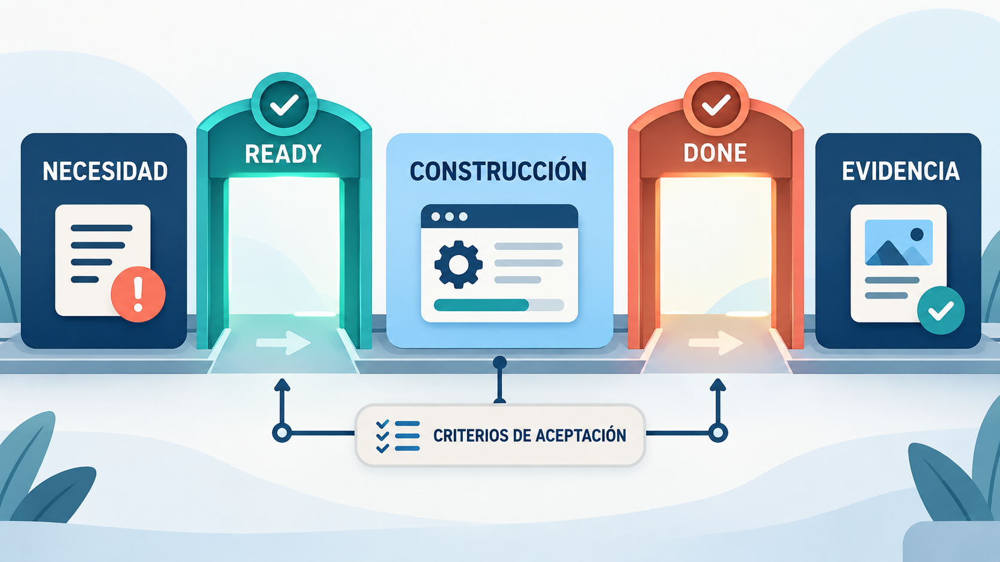 NECESIDAD
READY
CONSTRUCCIÓN
DONE
EVIDENCIA
CRITERIOS DE ACEPTACIÓN